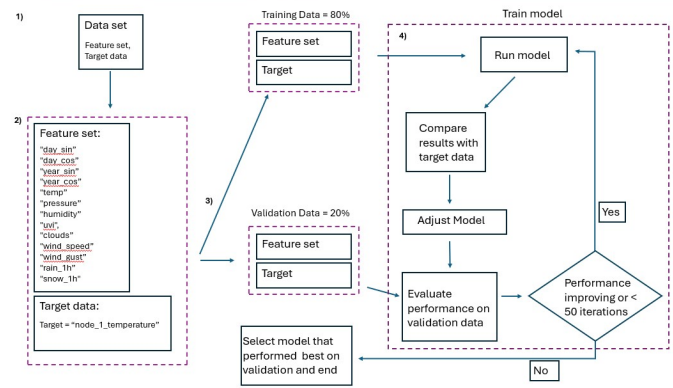 1)
Data set
Feature set,
Target data
2)
Feature set:
"day_sin"
"day_cos"
"year_sin"
"year_cos"
"temp"
"pressure"
"humidity"
"uvi",
"clouds"
"wind_speed"
"wind_gust"
"rain_1h"
"snow_1h"
Target data:
Target = "node_1_temperature"
3)
Training Data = 80%
Feature set
Target
Validation Data = 20%
Feature set
Target
Train model
4)
Run model
Compare
results with
target data
Adjust Model
Evaluate
performance on
validation data
Performance
improving or <
50 iterations
Yes
No
Select model that
performed best on
validation and end